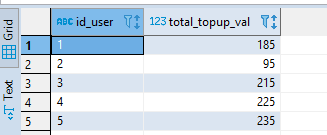 Grid
Text
ABC id_user
123 total_topup_val
1 1 185
2 2 95
3 3 215
4 4 225
5 5 235